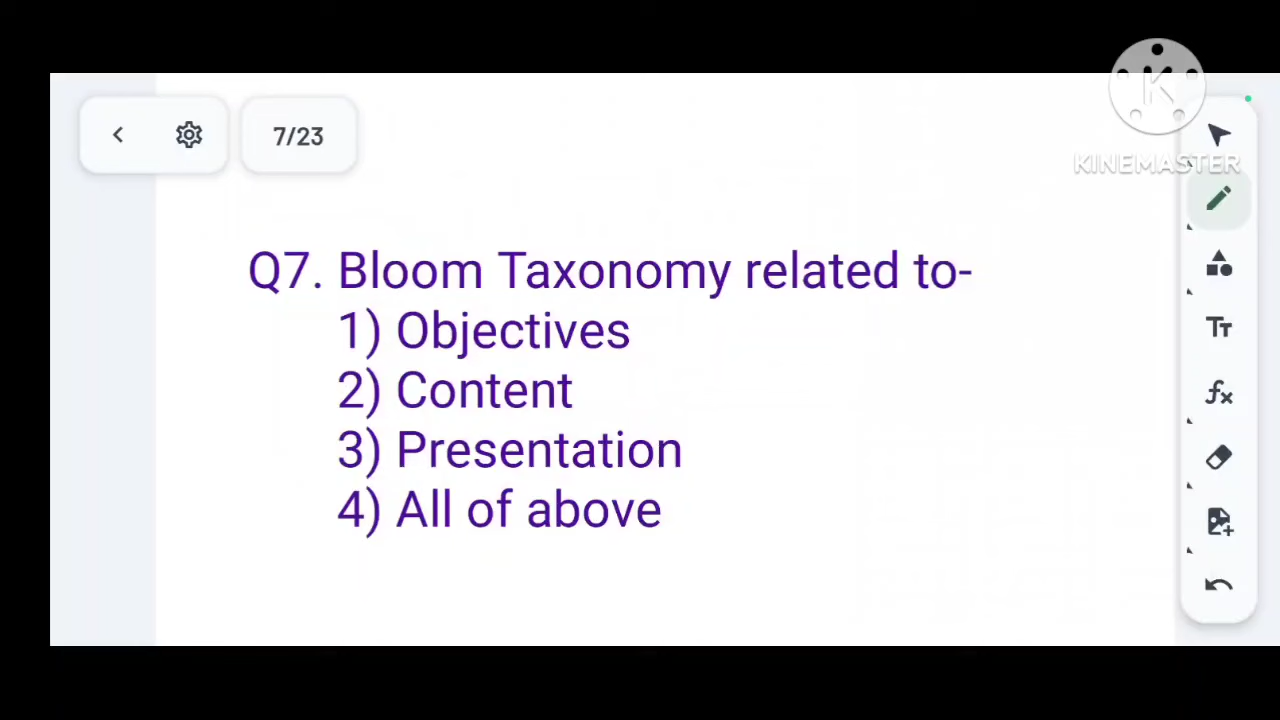 7/23
KINEMASTER
Q7. Bloom Taxonomy related to-
1) Objectives
2) Content
3) Presentation
4) All of above